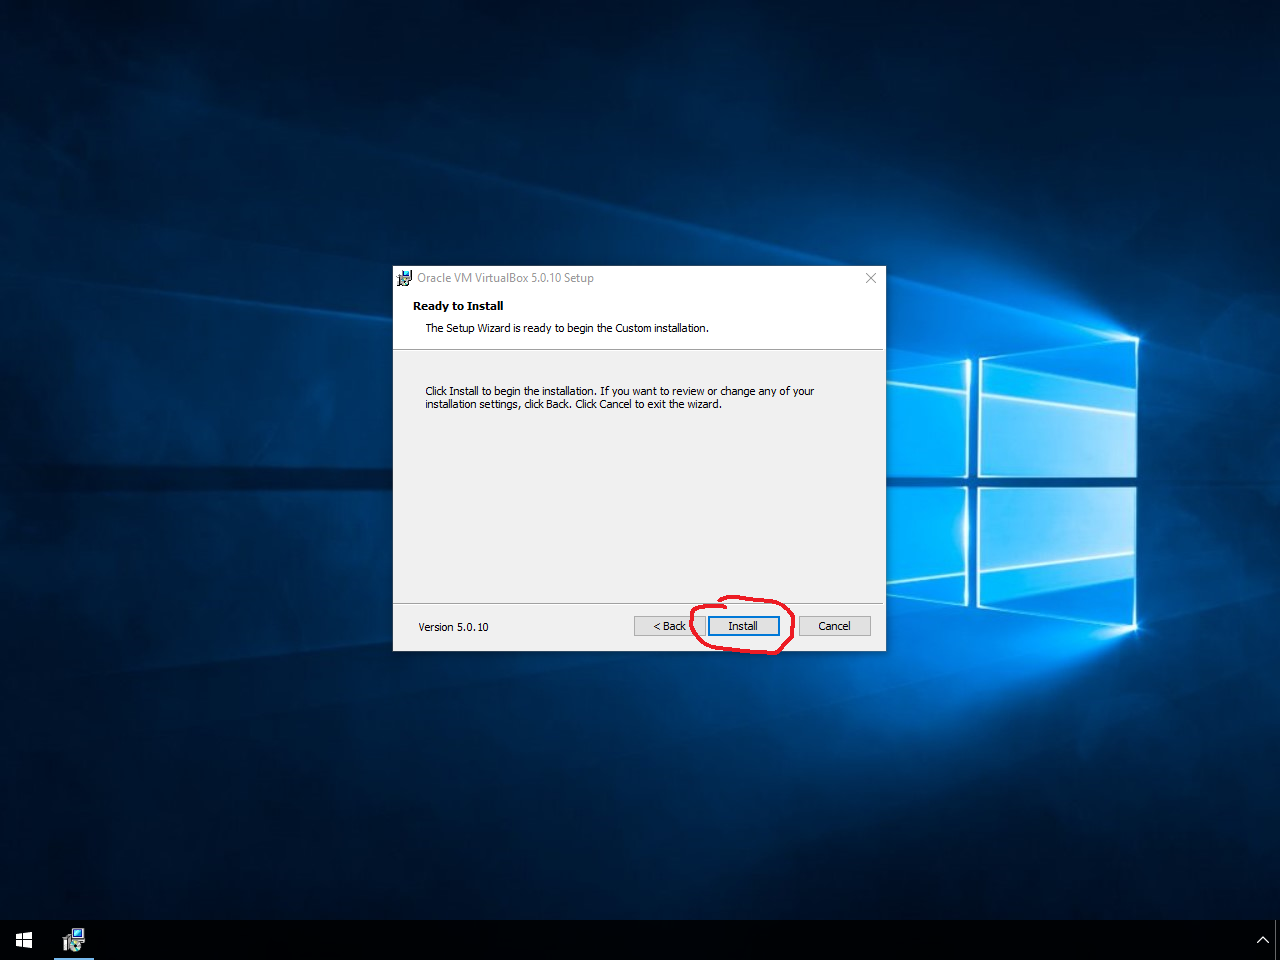 Oracle VM VirtualBox 5.0.10 Setup
Ready to Install
The Setup Wizard is ready to begin the Custom installation.
Click Install to begin the installation. If you want to review or change any of your
installation settings, click Back. Click Cancel to exit the wizard.
Version 5.0.10
< Back
Install
Cancel